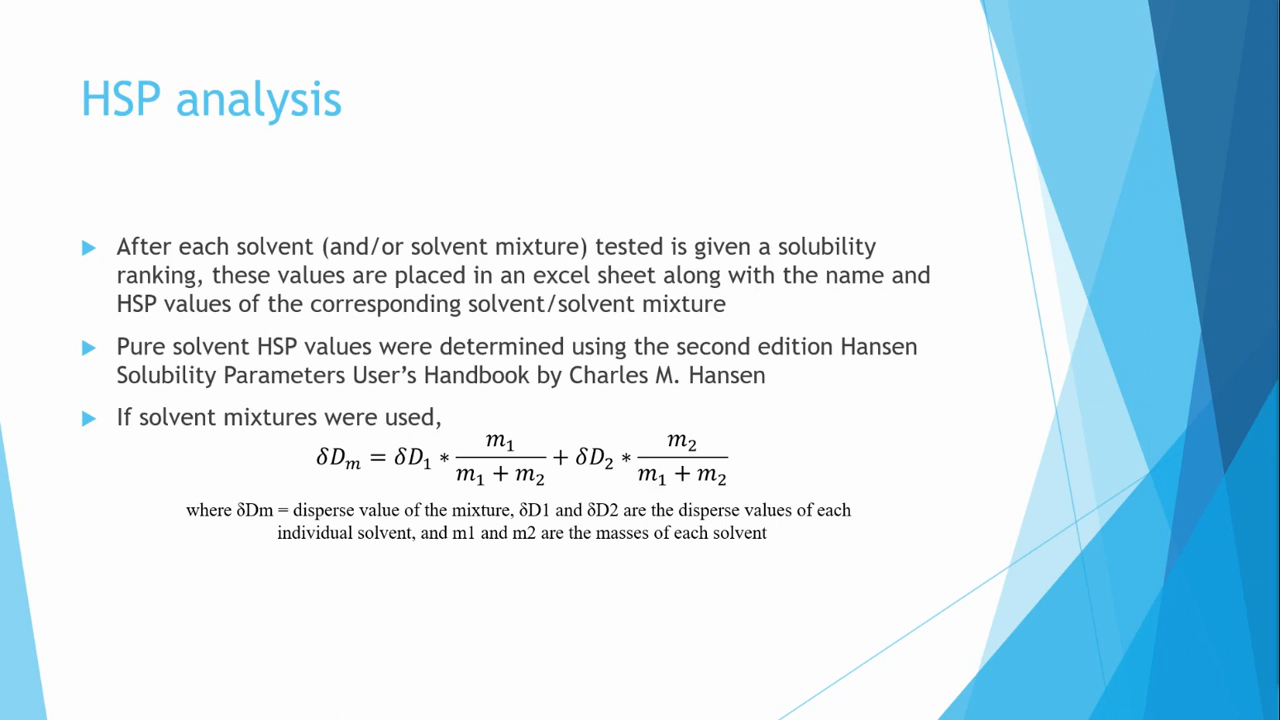 HSP analysis
After each solvent (and/or solvent mixture) tested is given a solubility
ranking, these values are placed in an excel sheet along with the name and
HSP values of the corresponding solvent/solvent mixture
Pure solvent HSP values were determined using the second edition Hansen
Solubility Parameters User’s Handbook by Charles M. Hansen
If solvent mixtures were used,
δDₘ = δD₁ * m₁/(m₁ + m₂) + δD₂ * m₂/(m₁ + m₂)
where δDm = disperse value of the mixture, δD1 and δD2 are the disperse values of each
individual solvent, and m1 and m2 are the masses of each solvent